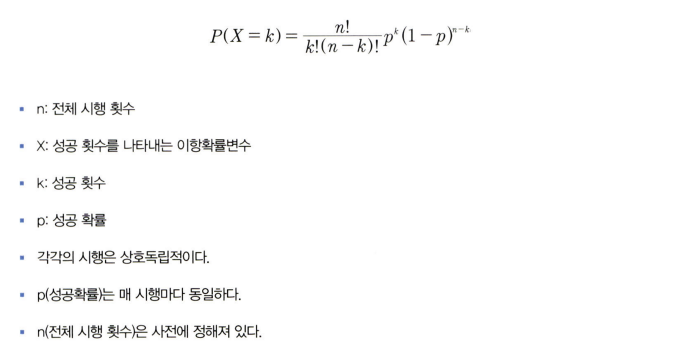 P(X = k) = n! / k!(n − k)! p^k (1 − p)^{n−k}
▪ n: 전체 시행 횟수
▪ X: 성공 횟수를 나타내는 이항확률변수
▪ k: 성공 횟수
▪ p: 성공 확률
▪ 각각의 시행은 상호독립적이다.
▪ p(성공확률)는 매 시행마다 동일하다.
▪ n(전체 시행 횟수)은 사전에 정해져 있다.